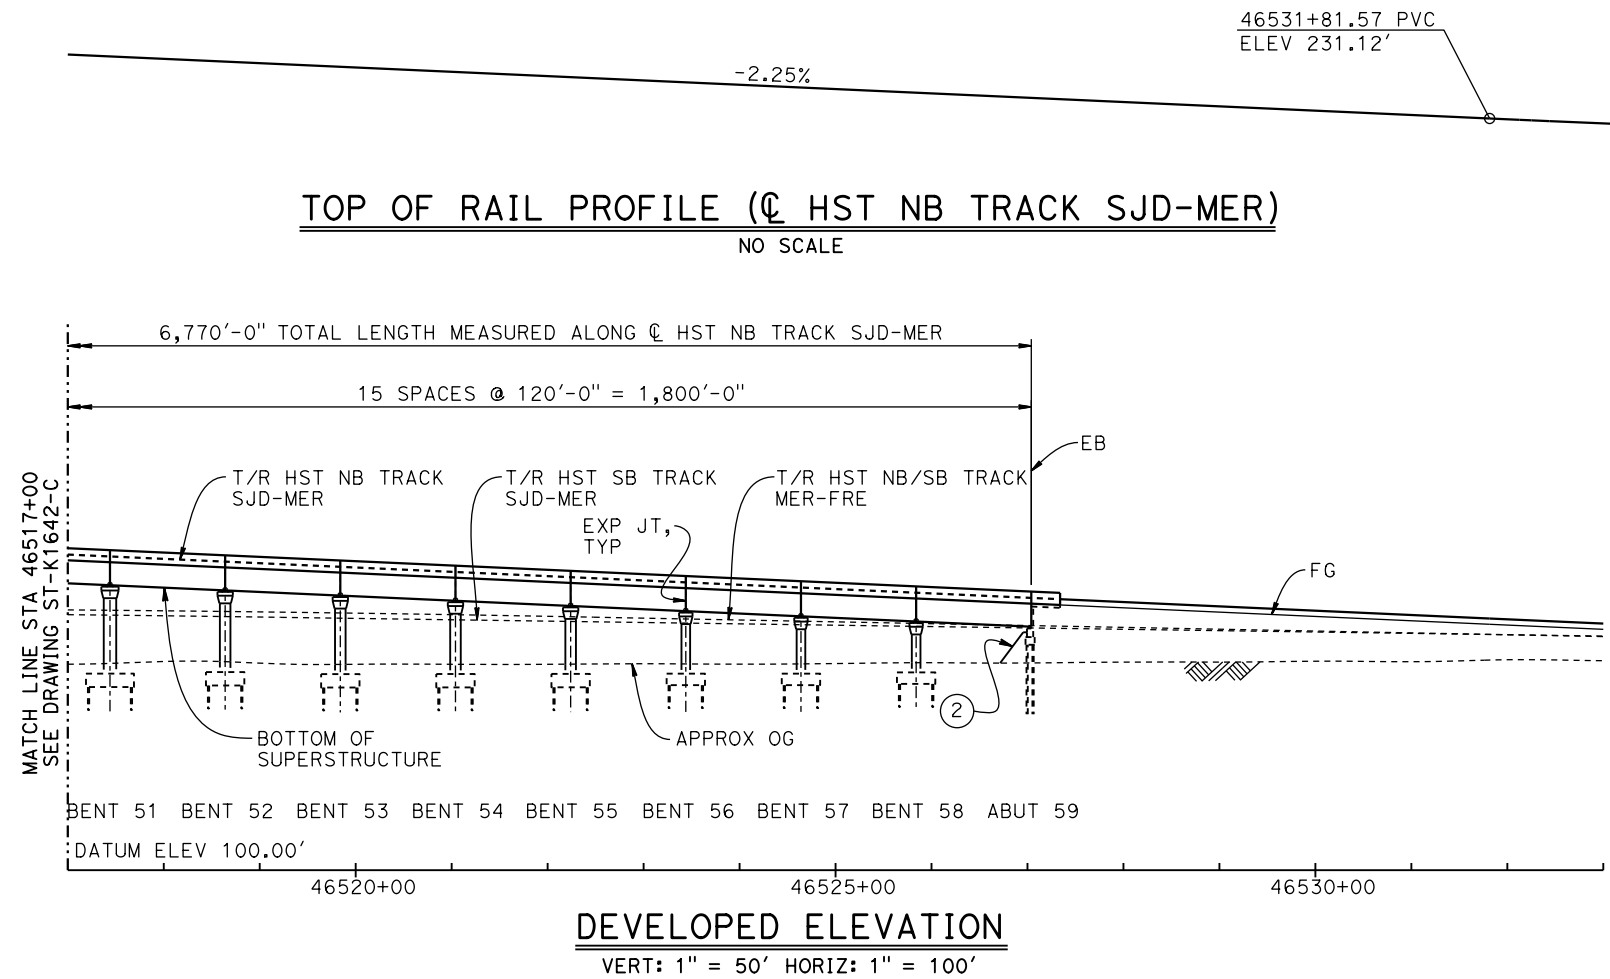 46531+81.57 PVC
ELEV 231.12'
-2.25%
TOP OF RAIL PROFILE (℄ HST NB TRACK SJD-MER)
NO SCALE
6,770'-0" TOTAL LENGTH MEASURED ALONG ℄ HST NB TRACK SJD-MER
15 SPACES @ 120'-0" = 1,800'-0"
EB
T/R HST NB TRACK
SJD-MER
T/R HST SB TRACK
SJD-MER
T/R HST NB/SB TRACK
MER-FRE
EXP JT,
TYP
FG
MATCH LINE STA 46517+00
SEE DRAWING ST-K1642-C
2
BOTTOM OF
SUPERSTRUCTURE
APPROX OG
BENT 51 BENT 52 BENT 53 BENT 54 BENT 55 BENT 56 BENT 57 BENT 58 ABUT 59
DATUM ELEV 100.00'
46520+00 46525+00 46530+00
DEVELOPED ELEVATION
VERT: 1" = 50' HORIZ: 1" = 100'